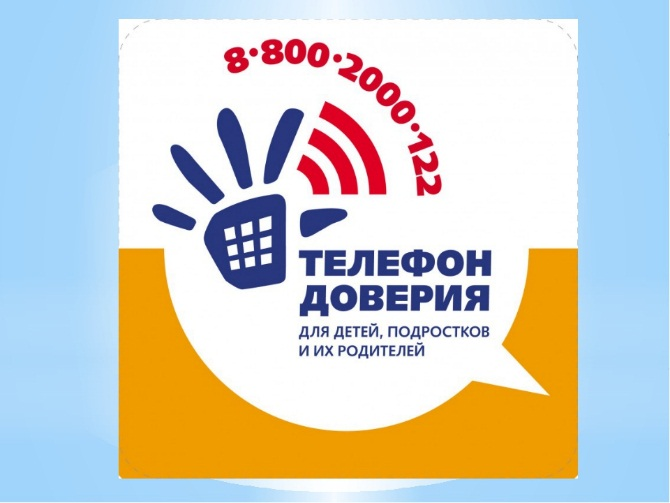 8·800·2000·122
ТЕЛЕФОН
ДОВЕРИЯ
ДЛЯ ДЕТЕЙ, ПОДРОСТКОВ
И ИХ РОДИТЕЛЕЙ